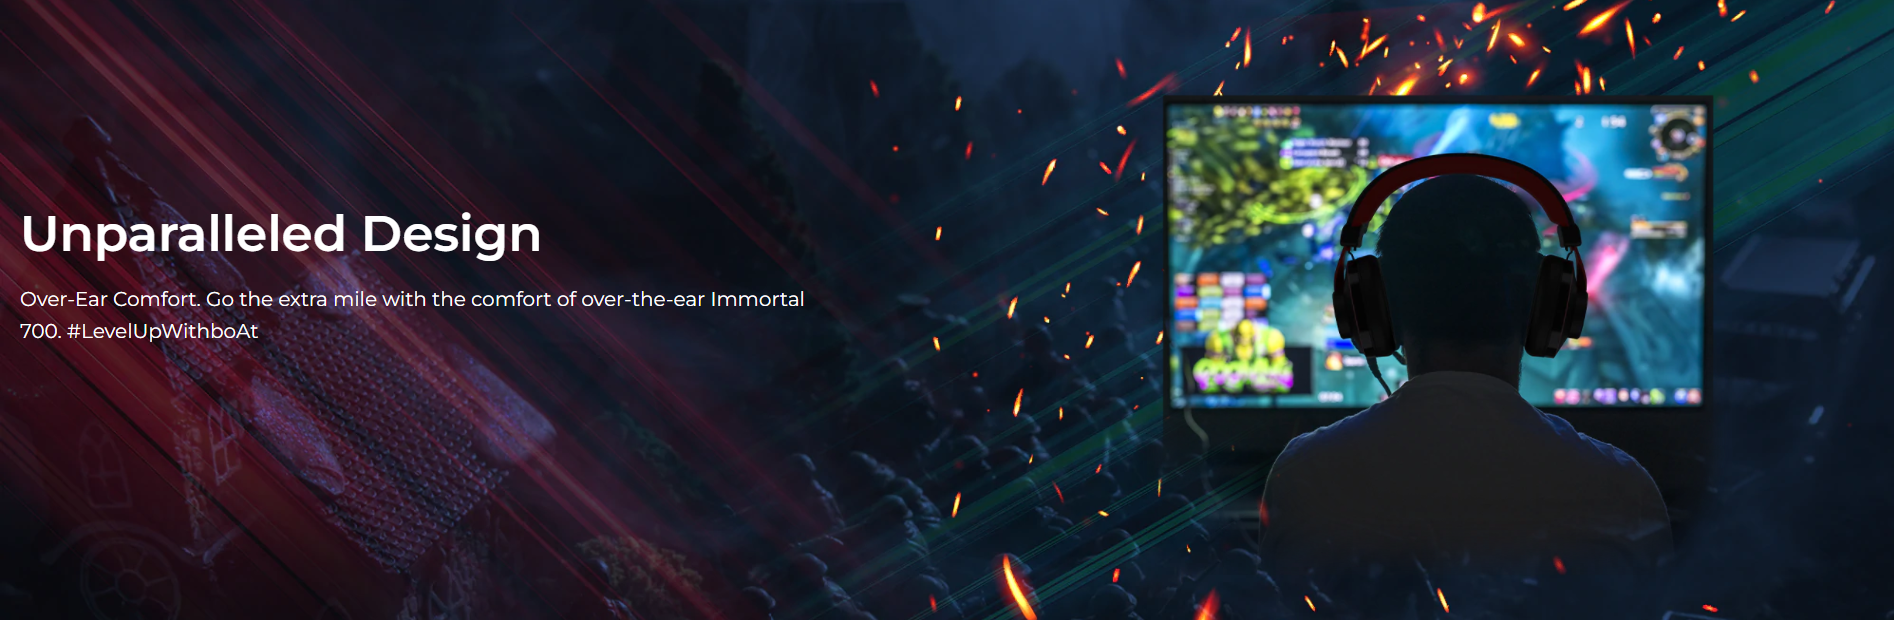 Unparalleled Design
Over-Ear Comfort. Go the extra mile with the comfort of over-the-ear Immortal
700. #LevelUpWithboAt